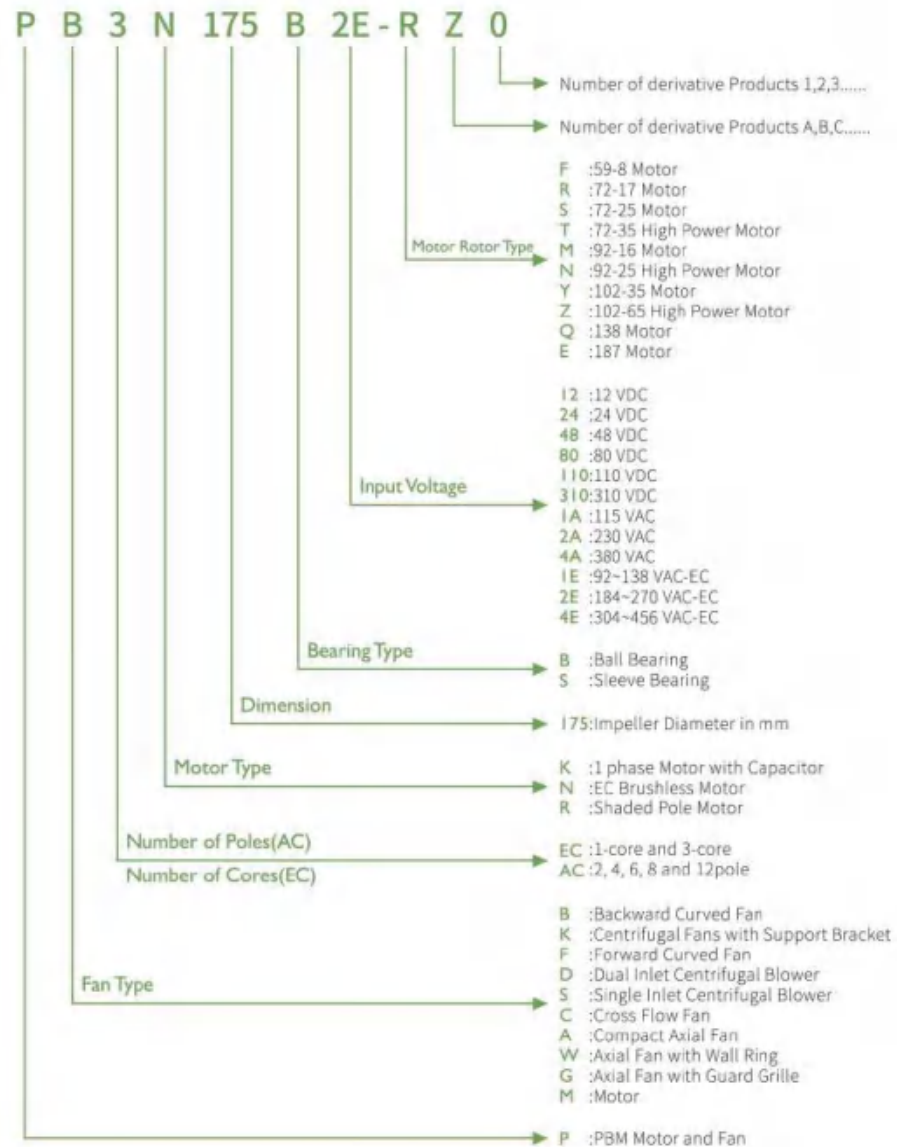 P B 3 N 175 B 2E - R Z 0
Number of derivative Products 1,2,3......
Number of derivative Products A,B,C......
Motor Rotor Type
F :59-8 Motor
R :72-17 Motor
S :72-25 Motor
T :72-35 High Power Motor
M :92-16 Motor
N :92-25 High Power Motor
Y :102-35 Motor
Z :102-65 High Power Motor
Q :138 Motor
E :187 Motor
Input Voltage
12 :12 VDC
24 :24 VDC
48 :48 VDC
80 :80 VDC
110:110 VDC
310:310 VDC
1A :115 VAC
2A :230 VAC
4A :380 VAC
1E :92~138 VAC-EC
2E :184~270 VAC-EC
4E :304~456 VAC-EC
Bearing Type
B :Ball Bearing
S :Sleeve Bearing
Dimension
175:Impeller Diameter in mm
Motor Type
K :1 phase Motor with Capacitor
N :EC Brushless Motor
R :Shaded Pole Motor
Number of Poles(AC)
Number of Cores(EC)
EC :1-core and 3-core
AC :2, 4, 6, 8 and 12pole
Fan Type
B :Backward Curved Fan
K :Centrifugal Fans with Support Bracket
F :Forward Curved Fan
D :Dual Inlet Centrifugal Blower
S :Single Inlet Centrifugal Blower
C :Cross Flow Fan
A :Compact Axial Fan
W :Axial Fan with Wall Ring
G :Axial Fan with Guard Grille
M :Motor
P :PBM Motor and Fan